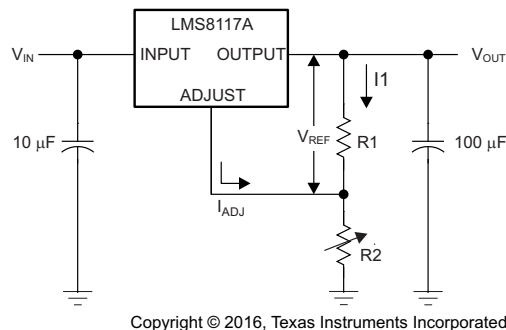 LMS8117A
V_IN
INPUT OUTPUT
V_OUT
ADJUST
I1
10 µF
V_REF
R1
100 µF
I_ADJ
R2
Copyright © 2016, Texas Instruments Incorporated